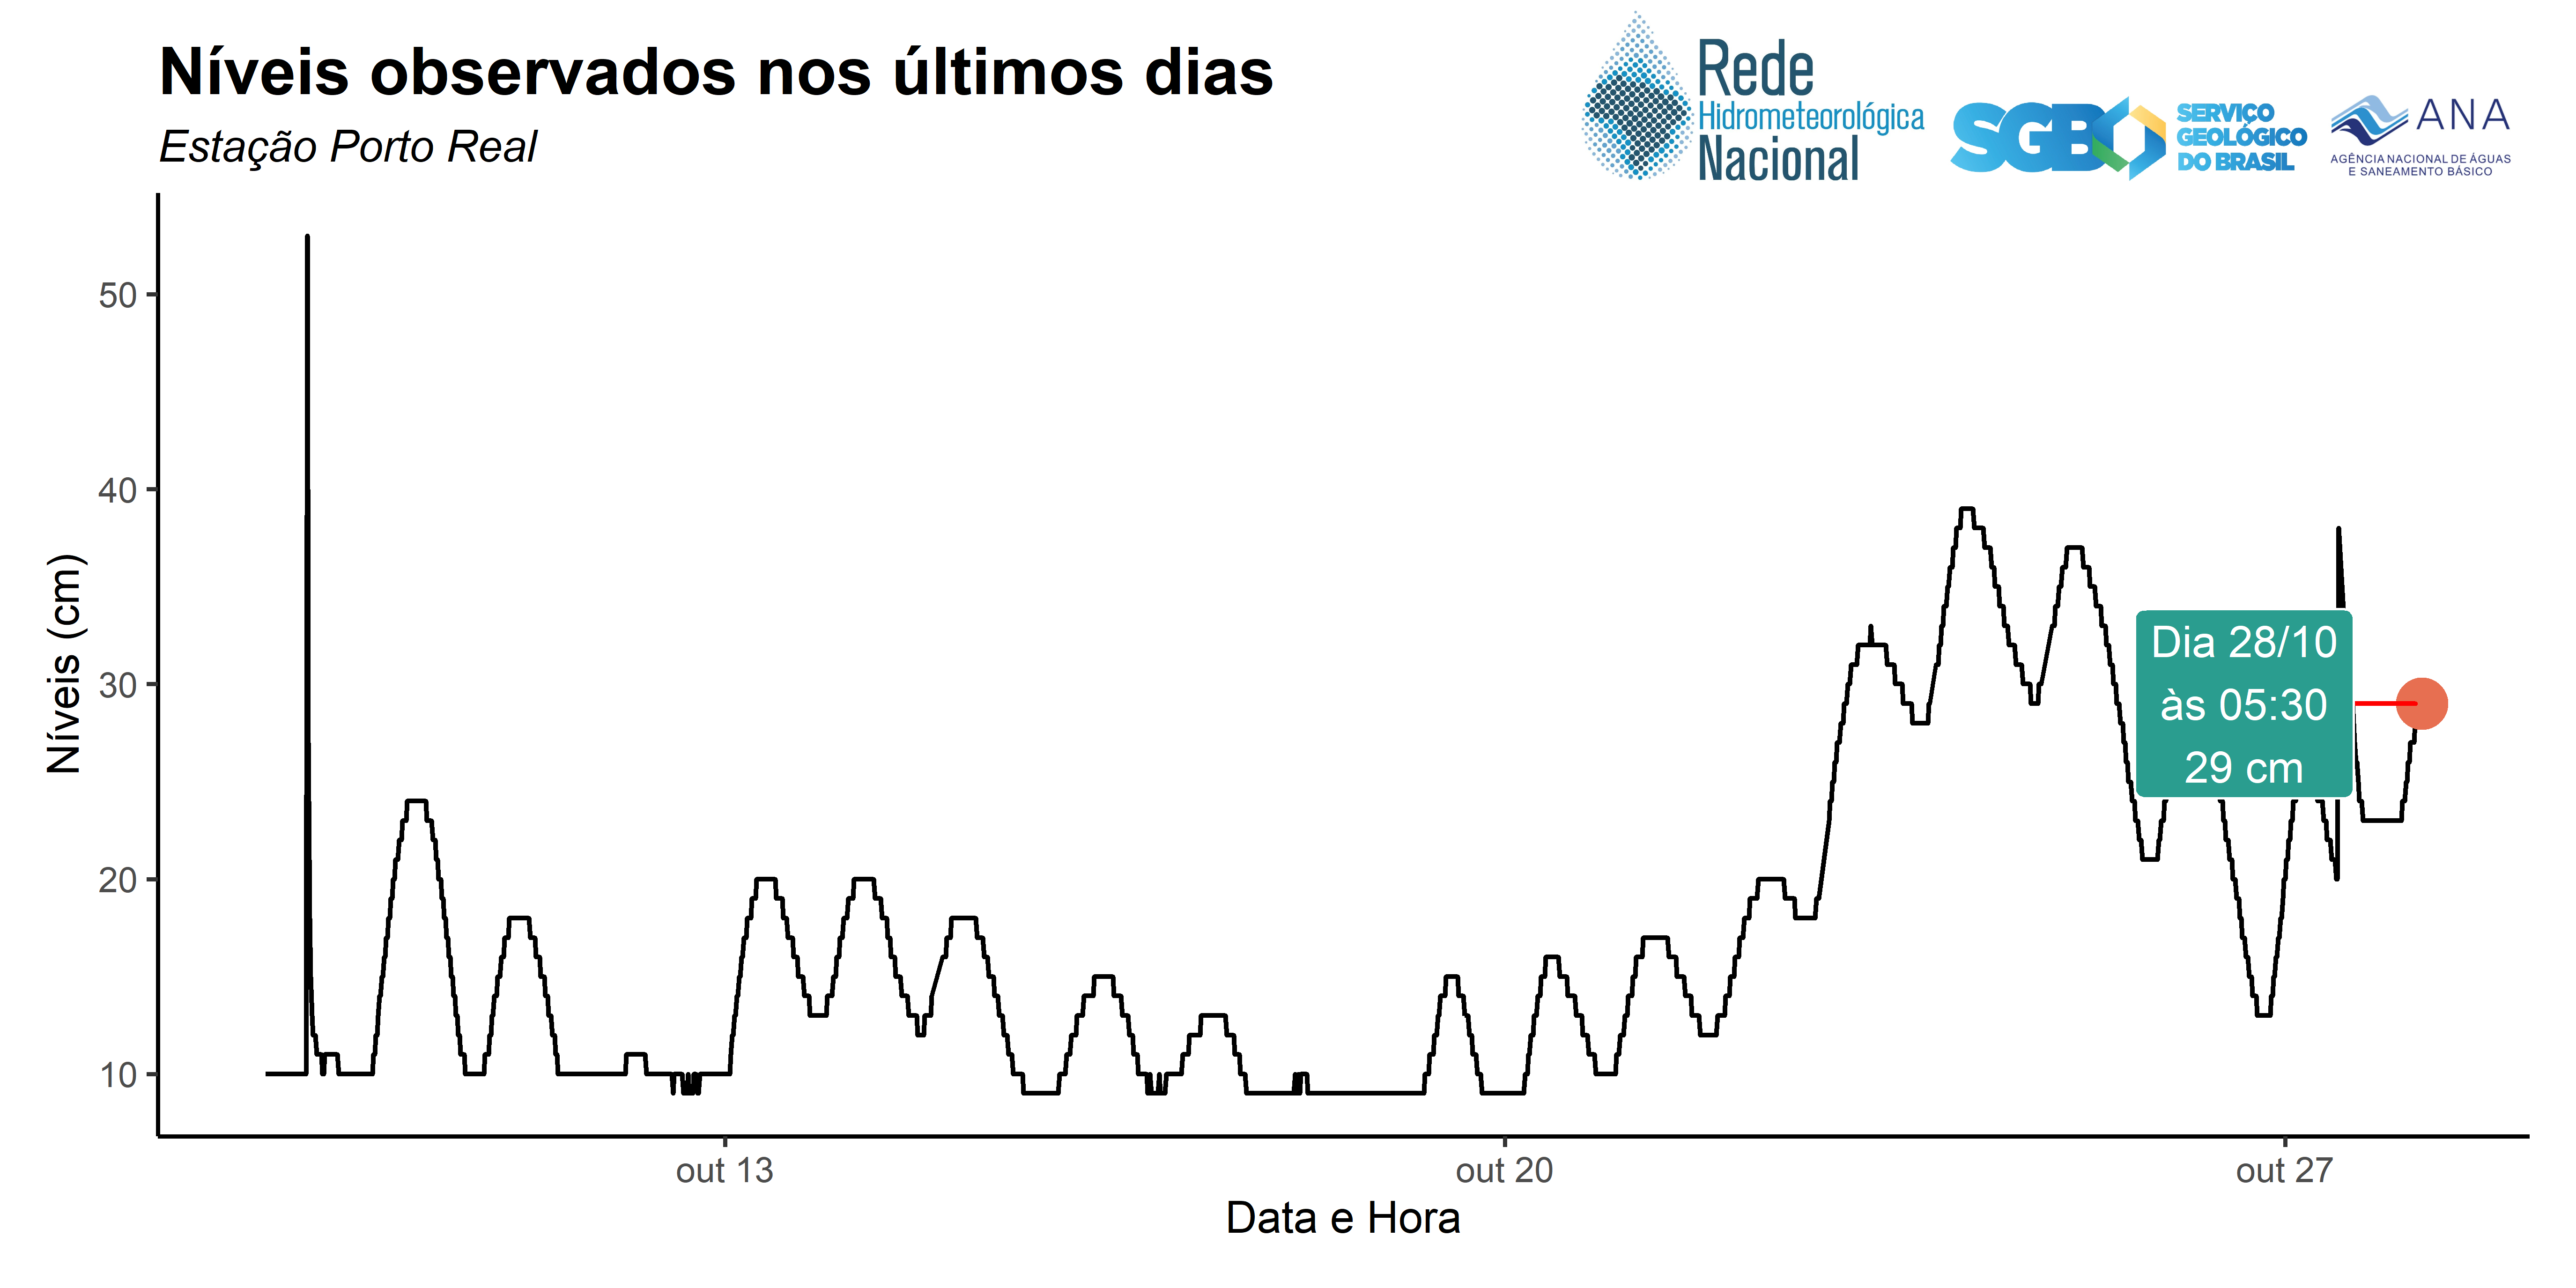 Níveis observados nos últimos dias
Estação Porto Real
Rede
Hidrometeorológica
Nacional
SGB
SERVIÇO
GEOLÓGICO
DO BRASIL
ANA
AGÊNCIA NACIONAL DE ÁGUAS
E SANEAMENTO BÁSICO
Níveis (cm)
50
40
30
20
10
Dia 28/10
às 05:30
29 cm
out 13
out 20
out 27
Data e Hora